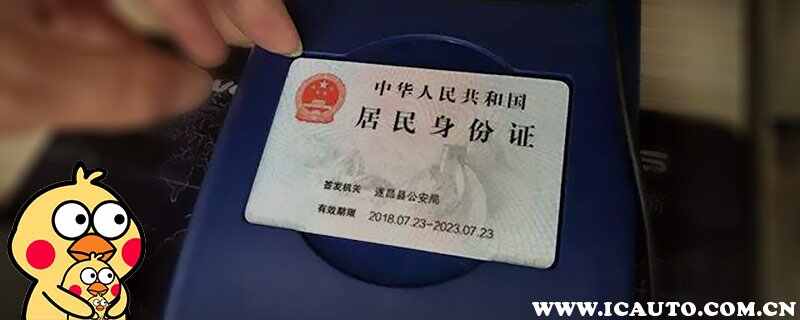 中华人民共和国
居民身份证
签发机关 遂昌县公安局
有效期限 2018.07.23-2023.07.23
WWW.ICAUTO.COM.CN